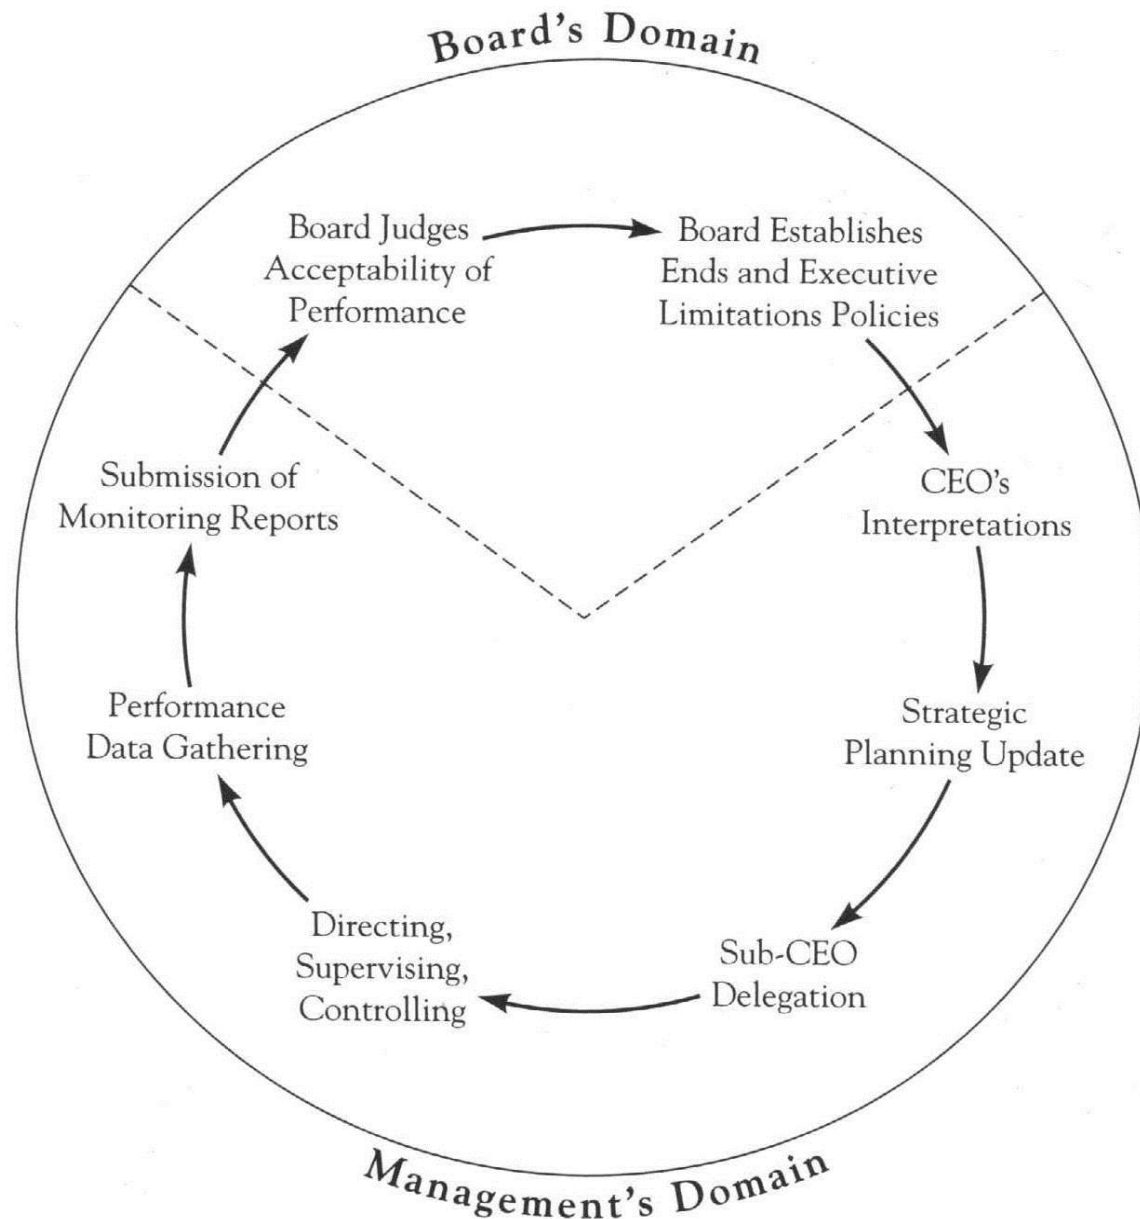 Board's Domain
Board Judges
Acceptability of
Performance
Board Establishes
Ends and Executive
Limitations Policies
CEO's
Interpretations
Strategic
Planning Update
Sub-CEO
Delegation
Directing,
Supervising,
Controlling
Performance
Data Gathering
Submission of
Monitoring Reports
Management's Domain